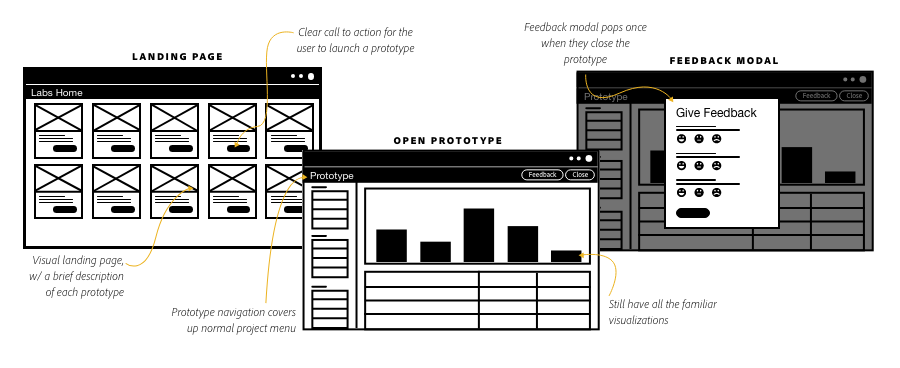 Clear call to action for the
user to launch a prototype
Feedback modal pops once
when they close the
prototype
LANDING PAGE
FEEDBACK MODAL
Labs Home
Prototype
Feedback
Close
Give Feedback
OPEN PROTOTYPE
Prototype
Feedback
Close
Visual landing page,
w/ a brief description
of each prototype
Prototype navigation covers
up normal project menu
Still have all the familiar
visualizations